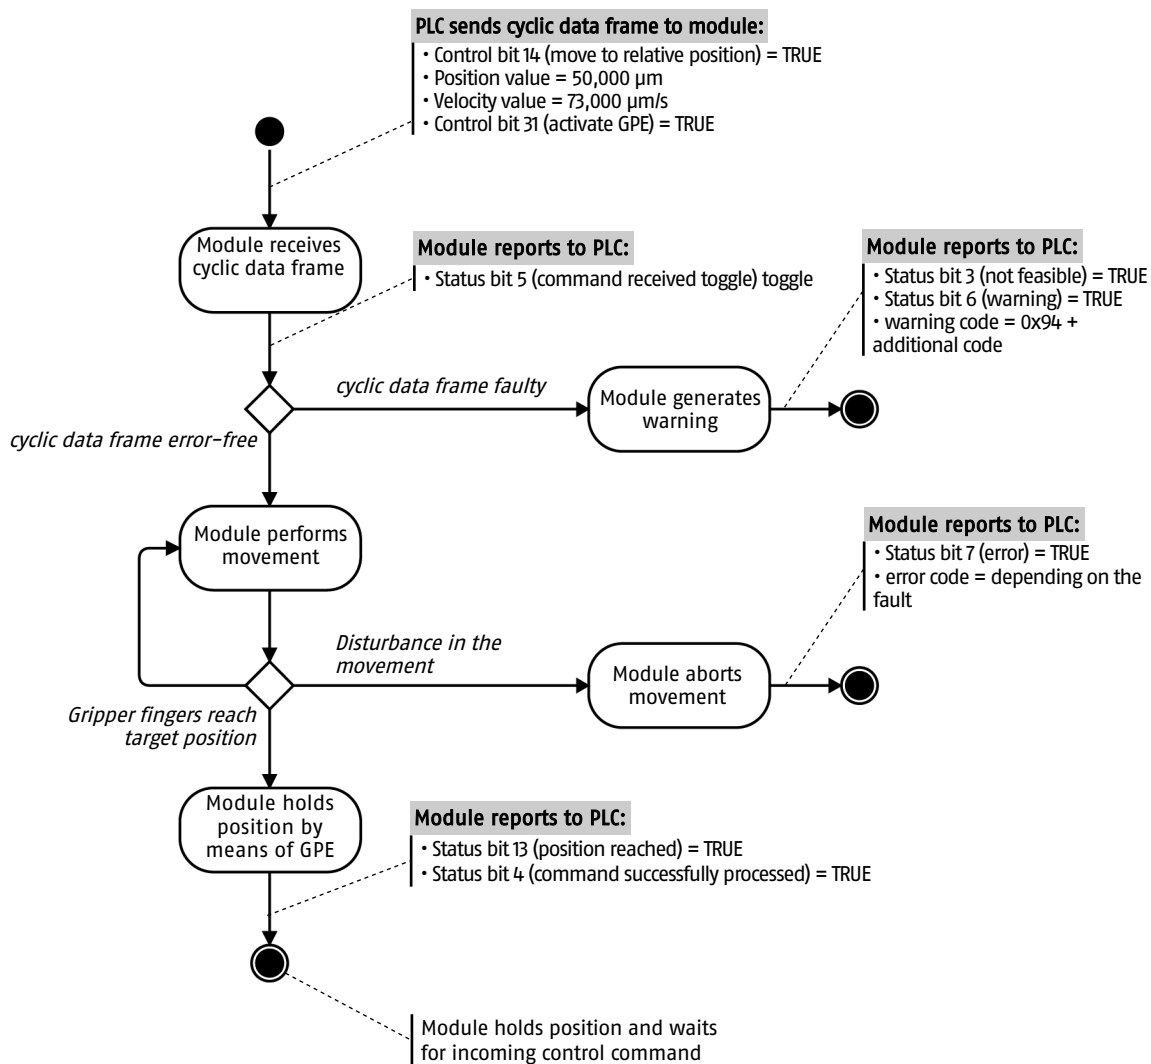 PLC sends cyclic data frame to module:
· Control bit 14 (move to relative position) = TRUE
· Position value = 50,000 µm
· Velocity value = 73,000 µm/s
· Control bit 31 (activate GPE) = TRUE
Module receives
cyclic data frame
Module reports to PLC:
· Status bit 5 (command received toggle) toggle
Module reports to PLC:
· Status bit 3 (not feasible) = TRUE
· Status bit 6 (warning) = TRUE
· warning code = 0x94 +
additional code
cyclic data frame faulty
Module generates
warning
cyclic data frame error-free
Module performs
movement
Module reports to PLC:
· Status bit 7 (error) = TRUE
· error code = depending on the
fault
Disturbance in the
movement
Module aborts
movement
Gripper fingers reach
target position
Module holds
position by
means of GPE
Module reports to PLC:
· Status bit 13 (position reached) = TRUE
· Status bit 4 (command successfully processed) = TRUE
Module holds position and waits
for incoming control command